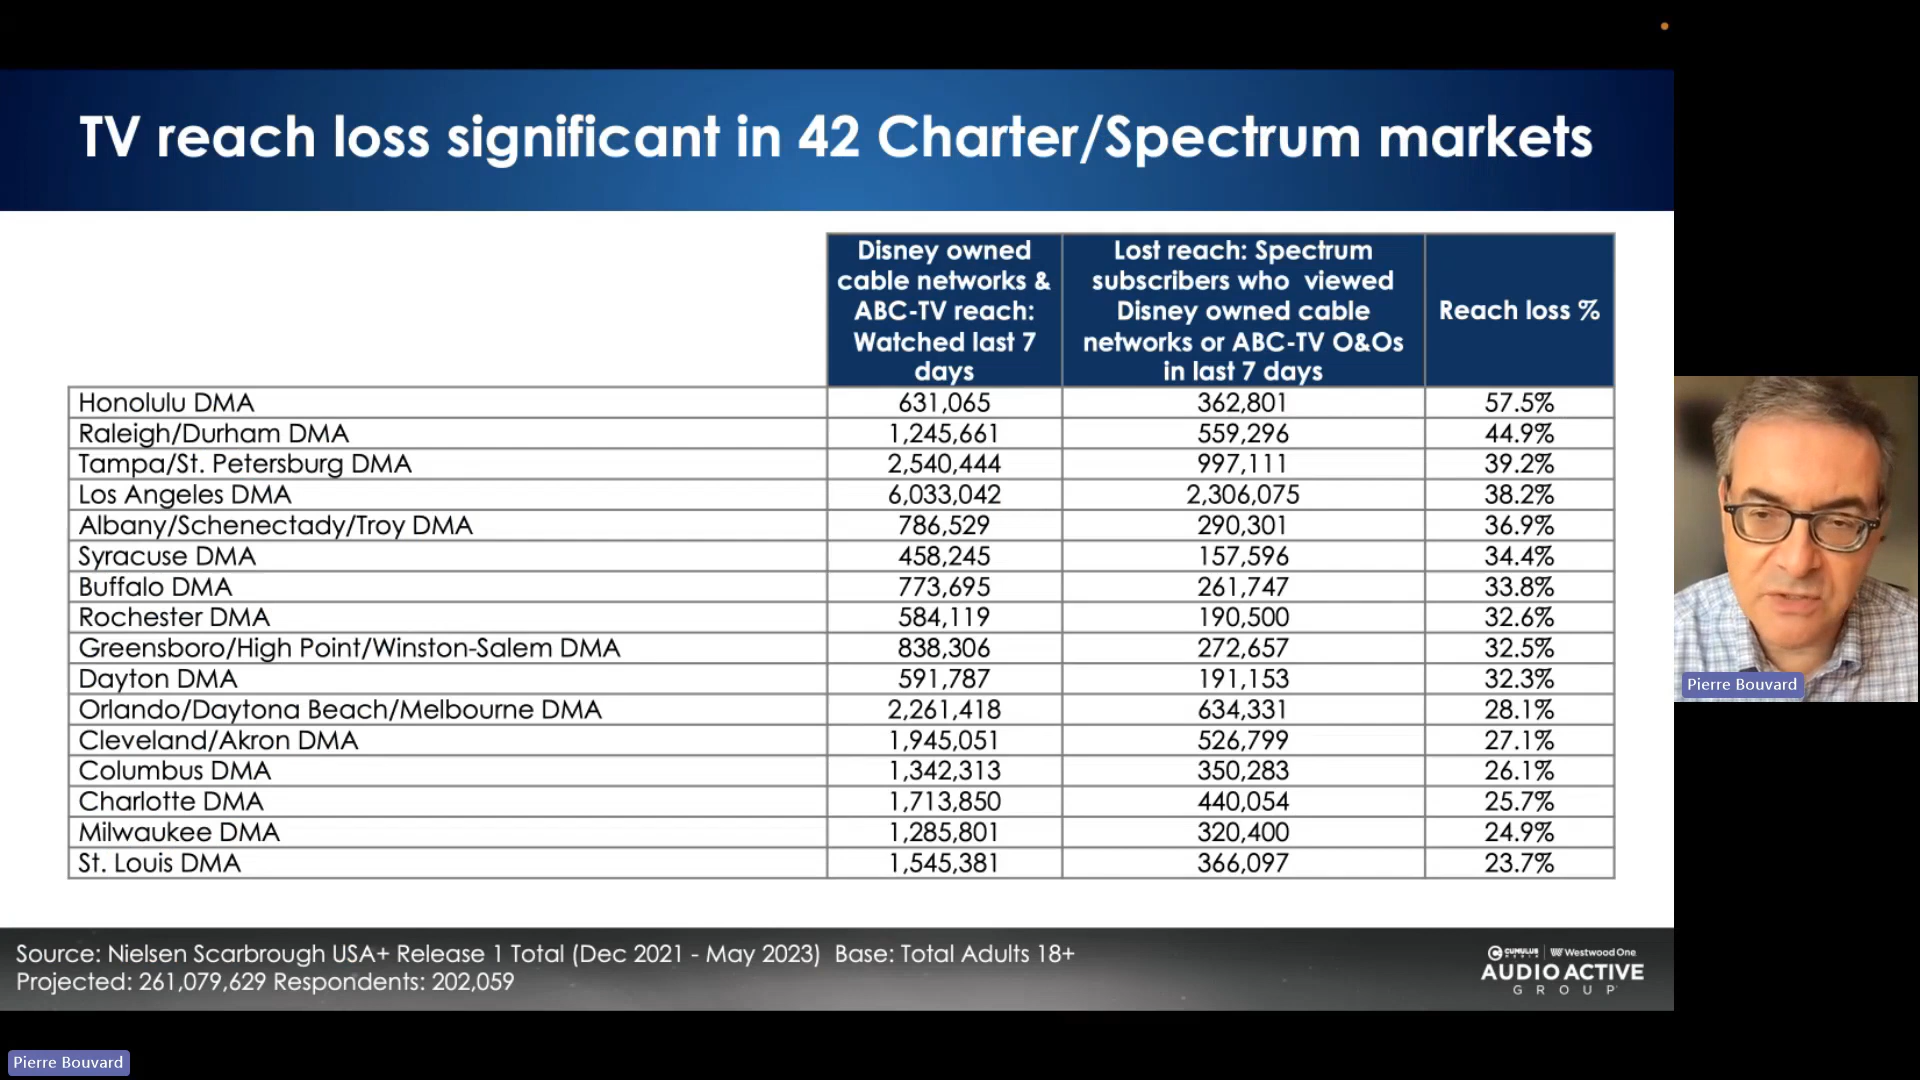 TV reach loss significant in 42 Charter/Spectrum markets
Disney owned
cable networks &
ABC-TV reach:
Watched last 7
days
Lost reach: Spectrum
subscribers who viewed
Disney owned cable
networks or ABC-TV O&Os
in last 7 days
Reach loss %
Honolulu DMA 631,065 362,801 57.5%
Raleigh/Durham DMA 1,245,661 559,296 44.9%
Tampa/St. Petersburg DMA 2,540,444 997,111 39.2%
Los Angeles DMA 6,033,042 2,306,075 38.2%
Albany/Schenectady/Troy DMA 786,529 290,301 36.9%
Syracuse DMA 458,245 157,596 34.4%
Buffalo DMA 773,695 261,747 33.8%
Rochester DMA 584,119 190,500 32.6%
Greensboro/High Point/Winston-Salem DMA 838,306 272,657 32.5%
Dayton DMA 591,787 191,153 32.3%
Orlando/Daytona Beach/Melbourne DMA 2,261,418 634,331 28.1%
Cleveland/Akron DMA 1,945,051 526,799 27.1%
Columbus DMA 1,342,313 350,283 26.1%
Charlotte DMA 1,713,850 440,054 25.7%
Milwaukee DMA 1,285,801 320,400 24.9%
St. Louis DMA 1,545,381 366,097 23.7%
Pierre Bouvard
Source: Nielsen Scarbrough USA+ Release 1 Total (Dec 2021 - May 2023) Base: Total Adults 18+
Projected: 261,079,629 Respondents: 202,059
CUMULUS MEDIA | Westwood One
AUDIO ACTIVE
GROUP
Pierre Bouvard